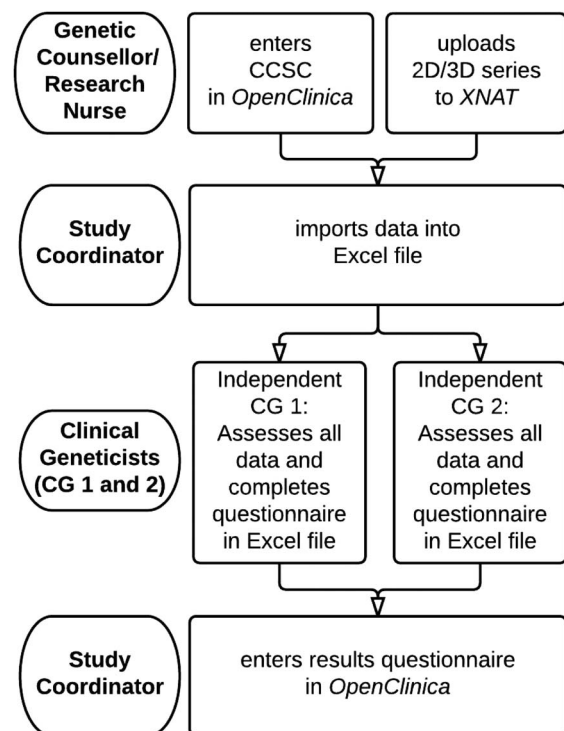 Genetic
Counsellor/
Research
Nurse
enters
CCSC
in OpenClinica
uploads
2D/3D series
to XNAT
Study
Coordinator
imports data into
Excel file
Clinical
Geneticists
(CG 1 and 2)
Independent
CG 1:
Assesses all
data and
completes
questionnaire
in Excel file
Independent
CG 2:
Assesses all
data and
completes
questionnaire
in Excel file
Study
Coordinator
enters results questionnaire
in OpenClinica